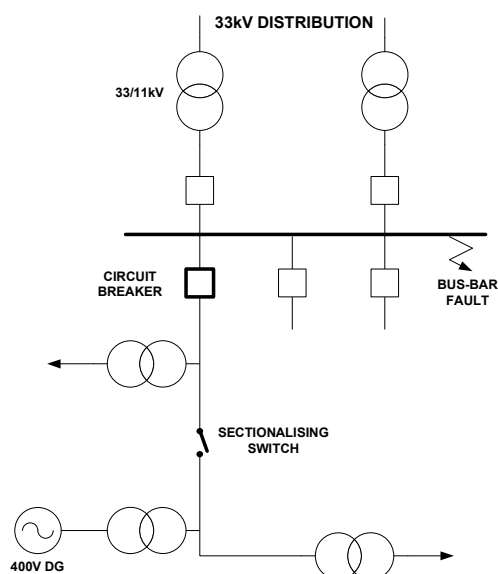 33kV DISTRIBUTION
33/11kV
CIRCUIT
BREAKER
BUS-BAR
FAULT
SECTIONALISING
SWITCH
400V DG